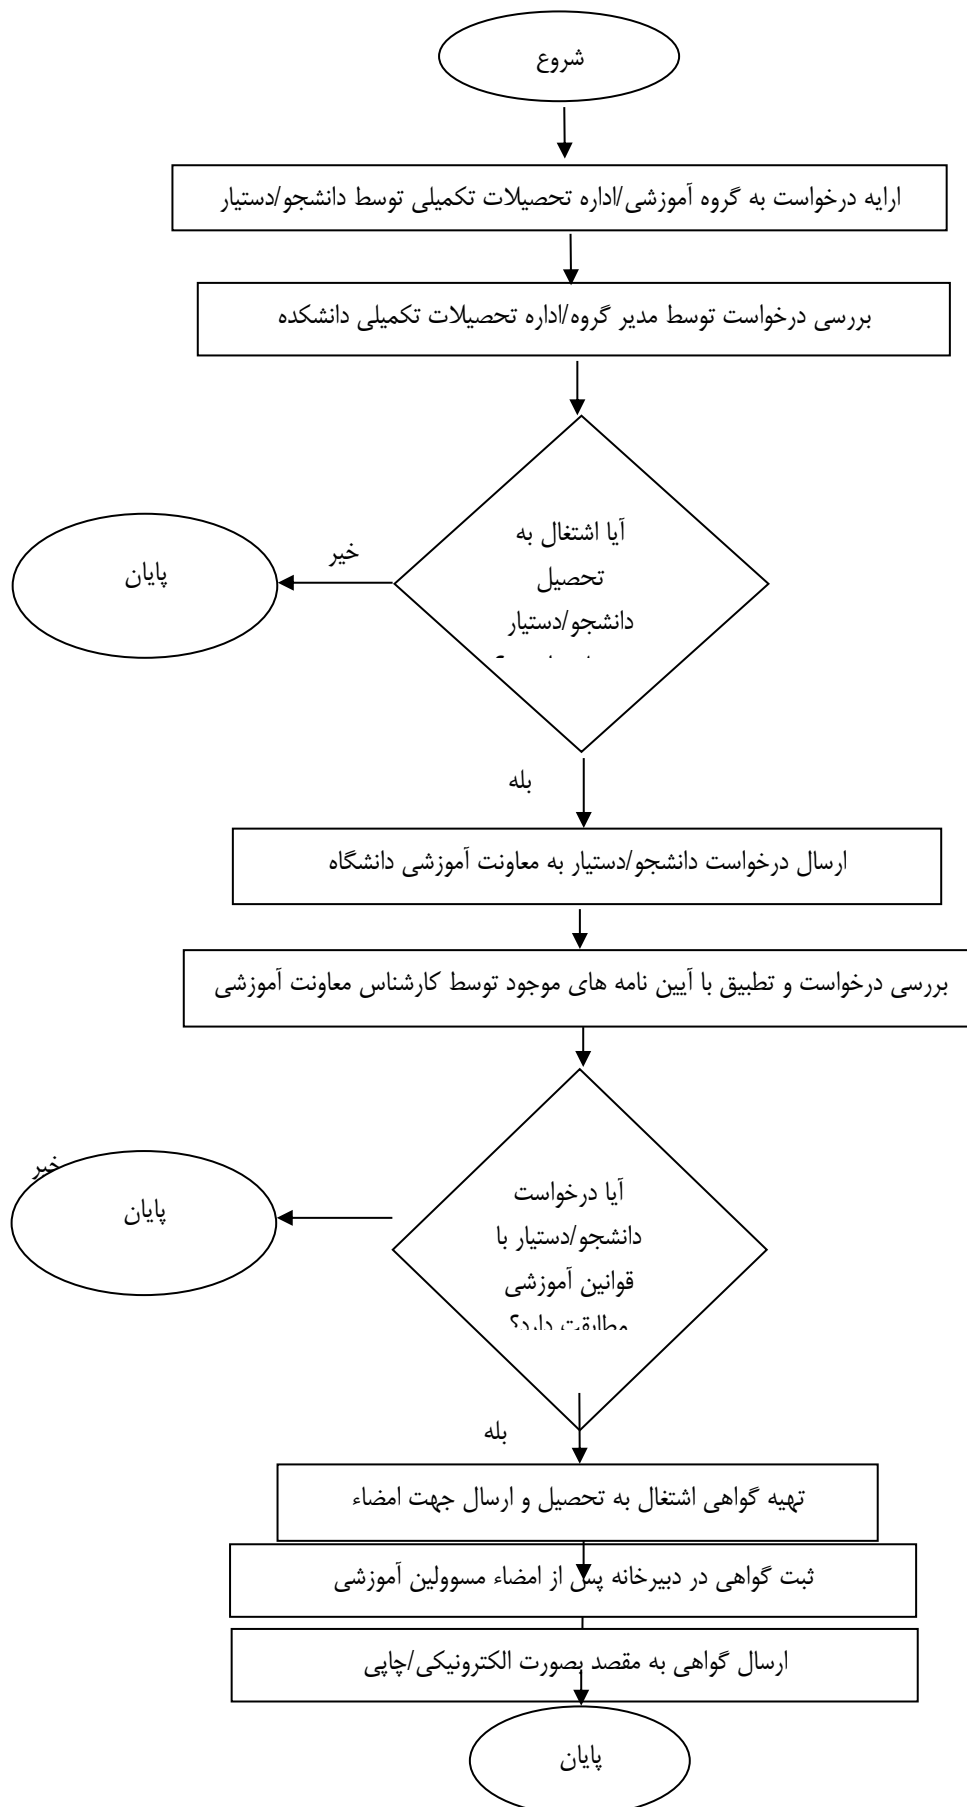 شروع
ارایه درخواست به گروه آموزشی/اداره تحصیلات تکمیلی توسط دانشجو/دستیار
بررسی درخواست توسط مدیر گروه/اداره تحصیلات تکمیلی دانشکده
آیا اشتغال به
تحصیل
دانشجو/دستیار
خیر
پایان
بله
ارسال درخواست دانشجو/دستیار به معاونت آموزشی دانشگاه
بررسی درخواست و تطبیق با آیین نامه های موجود توسط کارشناس معاونت آموزشی
آیا درخواست
دانشجو/دستیار با
قوانین آموزشی
مطابقت دارد؟
خیر
پایان
بله
تهیه گواهی اشتغال به تحصیل و ارسال جهت امضاء
ثبت گواهی در دبیرخانه پس از امضاء مسوولین آموزشی
ارسال گواهی به مقصد بصورت الکترونیکی/چاپی
پایان